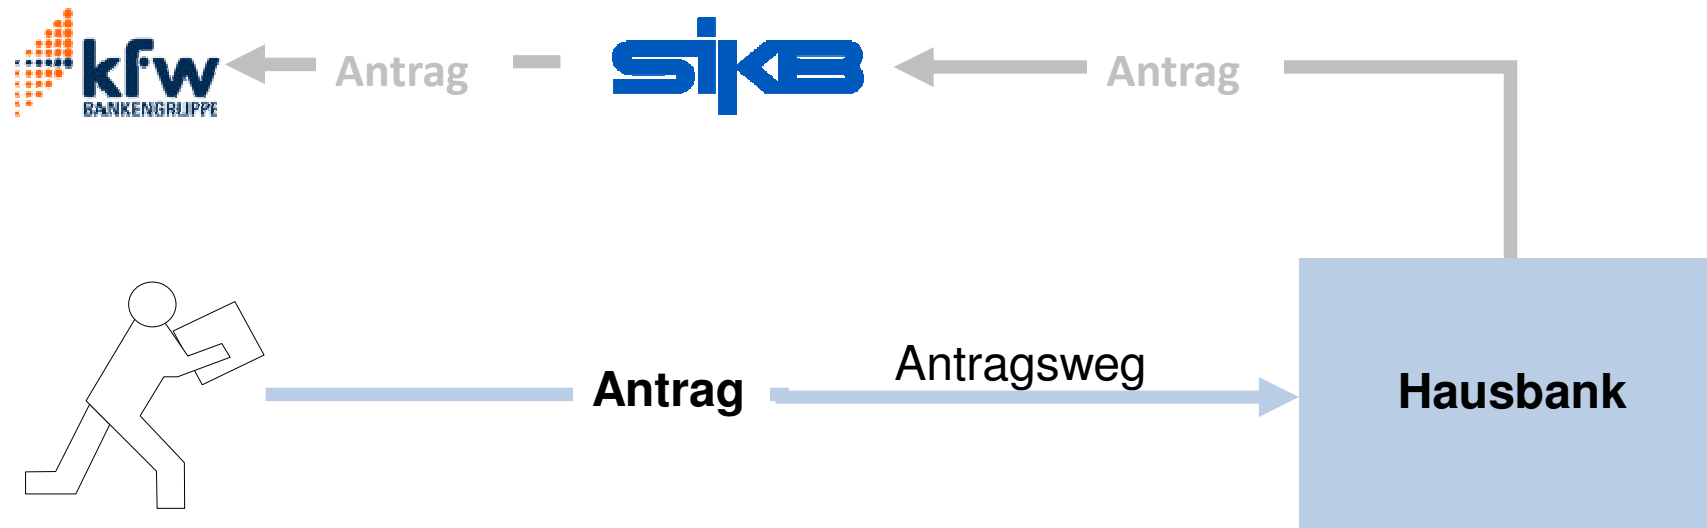 kfw
BANKENGRUPPE
Antrag
SIKB
Antrag
Antrag
Antragsweg
Hausbank